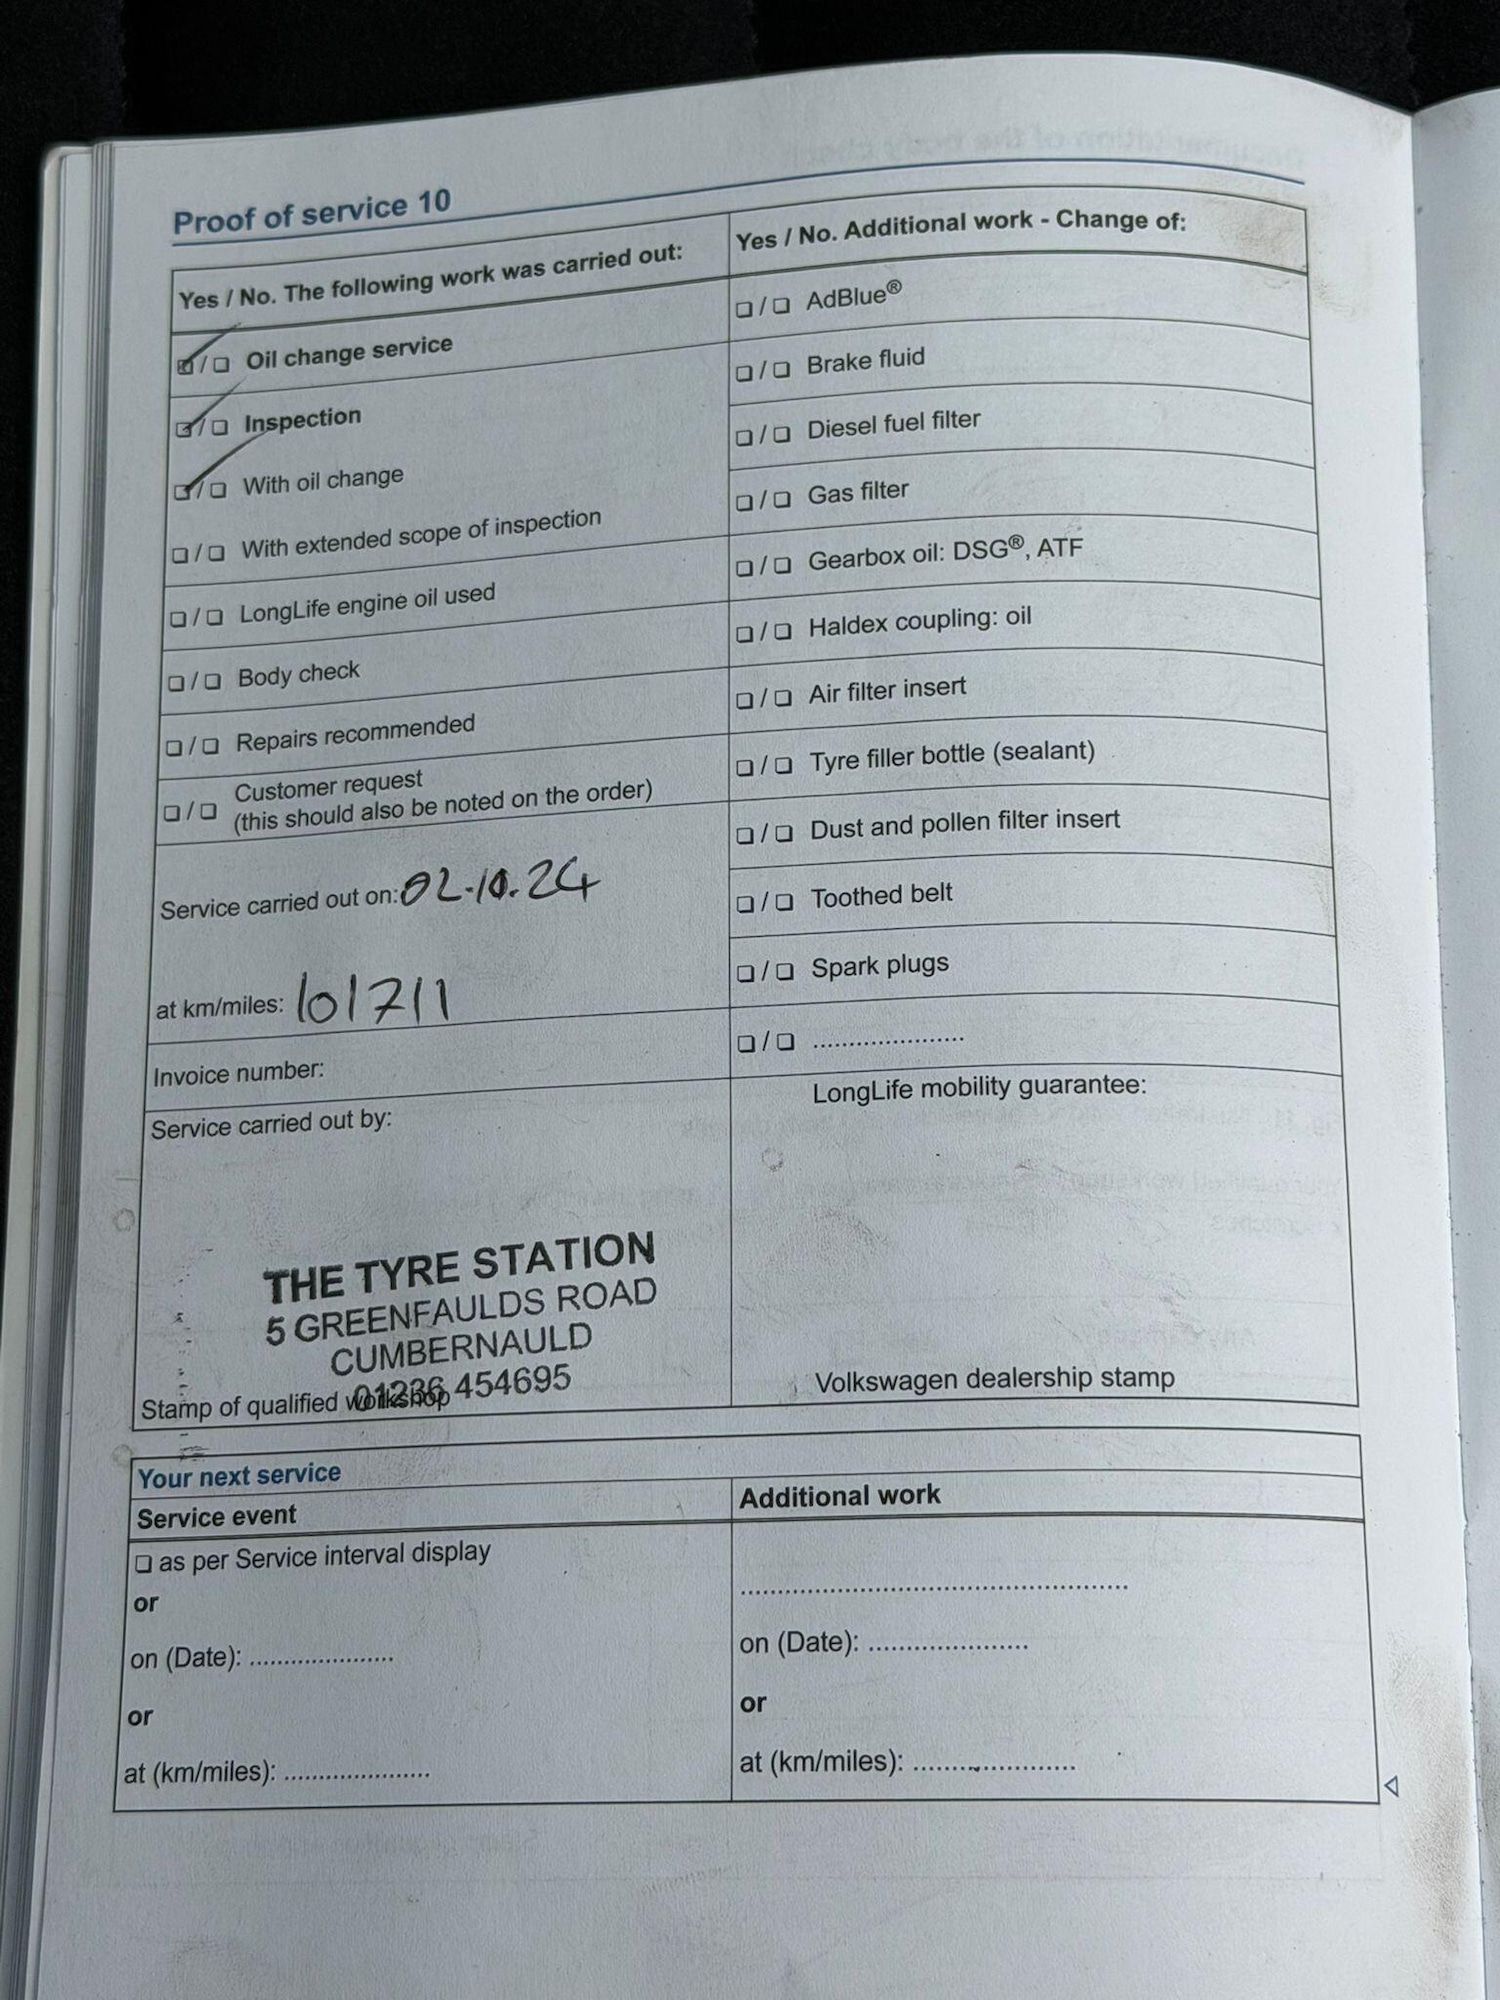 Proof of service 10
Yes / No. The following work was carried out:
Oil change service
Inspection
With oil change
With extended scope of inspection
LongLife engine oil used
Body check
Repairs recommended
Customer request
(this should also be noted on the order)
Service carried out on: 02.10.24
at km/miles: 101711
Invoice number:
Service carried out by:
THE TYRE STATION
5 GREENFAULDS ROAD
CUMBERNAULD
01236 454695
Stamp of qualified workshop
Yes / No. Additional work - Change of:
AdBlue®
Brake fluid
Diesel fuel filter
Gas filter
Gearbox oil: DSG®, ATF
Haldex coupling: oil
Air filter insert
Tyre filler bottle (sealant)
Dust and pollen filter insert
Toothed belt
Spark plugs
LongLife mobility guarantee:
Volkswagen dealership stamp
Your next service
Service event
as per Service interval display
or
on (Date): .....................
or
at (km/miles): .....................
Additional work
on (Date): .....................
or
at (km/miles): .....................